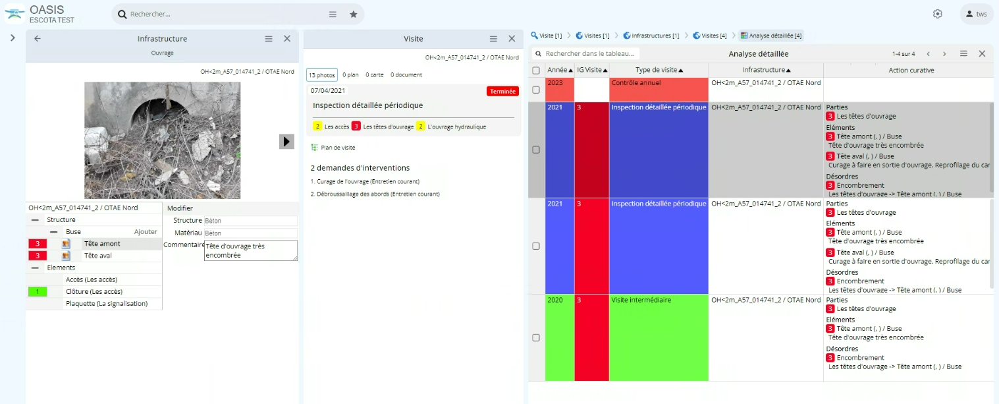 OASIS
ESCOTA TEST
Rechercher...
tws
Infrastructure
Ouvrage
OH<2m_A57_014741_2 / OTAE Nord
OH<2m_A57_014741_2 / OTAE Nord
Structure
Buse Ajouter
3 Tête amont
3 Tête aval
Elements
Accès (Les accès)
1 Clôture (Les accès)
Plaquette (La signalisation)
Modifier
Structure Béton
Matériau Béton
Commentaire Tête d'ouvrage très
encombrée
Visite
OH<2m_A57_014741_2 / OTAE Nord
13 photos 0 plan 0 carte 0 document
07/04/2021 Terminée
Inspection détaillée périodique
2 Les accès 3 Les têtes d'ouvrage 2 L'ouvrage hydraulique
Plan de visite
2 demandes d'interventions
1. Curage de l'ouvrage (Entretien courant)
2. Débroussaillage des abords (Entretien courant)
Visite [1] Visites [1] Infrastructures [1] Visites [4] Analyse détaillée [4]
Rechercher dans le tableau... Analyse détaillée 1-4 sur 4
Année IG Visite Type de visite Infrastructure Action curative
2023 Contrôle annuel OH<2m_A57_014741_2 / OTAE Nord
2021 3 Inspection détaillée périodique OH<2m_A57_014741_2 / OTAE Nord Parties
3 Les têtes d'ouvrage
Eléments
3 Tête amont (, ) / Buse
Tête d'ouvrage très encombrée
3 Tête aval (, ) / Buse
Curage à faire en sortie d'ouvrage. Reprofilage du car
Désordres
3 Encombrement
Les têtes d'ouvrage -> Tête amont (, ) / Buse
2021 3 Inspection détaillée périodique OH<2m_A57_014741_2 / OTAE Nord Parties
3 Les têtes d'ouvrage
Eléments
3 Tête amont (, ) / Buse
Tête d'ouvrage très encombrée
3 Tête aval (, ) / Buse
Curage à faire en sortie d'ouvrage. Reprofilage du car
Désordres
3 Encombrement
Les têtes d'ouvrage -> Tête amont (, ) / Buse
2020 3 Visite intermédiaire OH<2m_A57_014741_2 / OTAE Nord Parties
3 Les têtes d'ouvrage
Eléments
3 Tête amont (, ) / Buse
Tête d'ouvrage très encombrée
Désordres
3 Encombrement
Les têtes d'ouvrage -> Tête amont (, ) / Buse